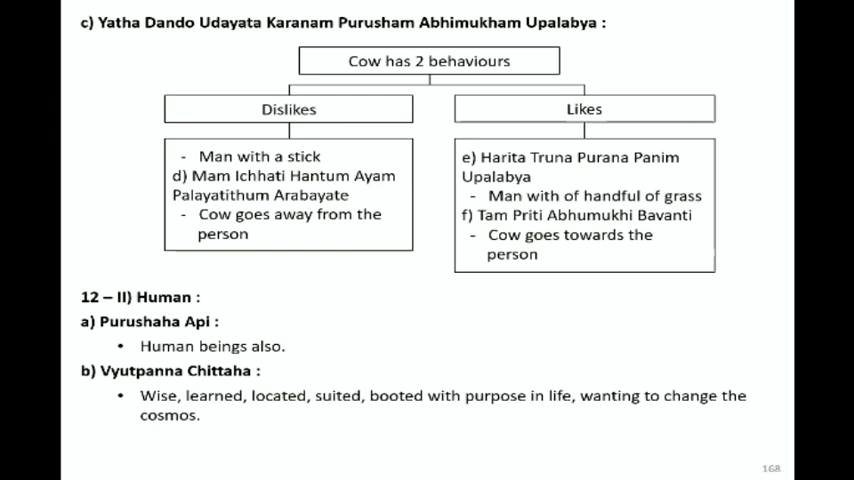 c) Yatha Dando Udayata Karanam Purusham Abhimukham Upalabya :
Cow has 2 behaviours
Dislikes
- Man with a stick
d) Mam Ichhati Hantum Ayam
Palayatithum Arabayate
- Cow goes away from the
person
Likes
e) Harita Truna Purana Panim
Upalabya
- Man with of handful of grass
f) Tam Priti Abhumukhi Bavanti
- Cow goes towards the
person
12 – II) Human :
a) Purushaha Api :
• Human beings also.
b) Vyutpanna Chittaha :
• Wise, learned, located, suited, booted with purpose in life, wanting to change the
cosmos.
168